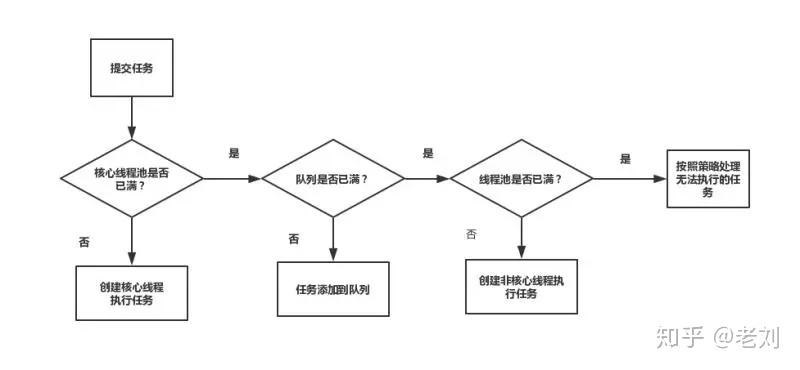 提交任务
核心线程池是否
已满？
是
队列是否已满？
是
线程池是否已满？
是
按照策略处理
无法执行的任
务
否
创建核心线程
执行任务
否
任务添加到队列
否
创建非核心线程执
行任务
知乎 @老刘